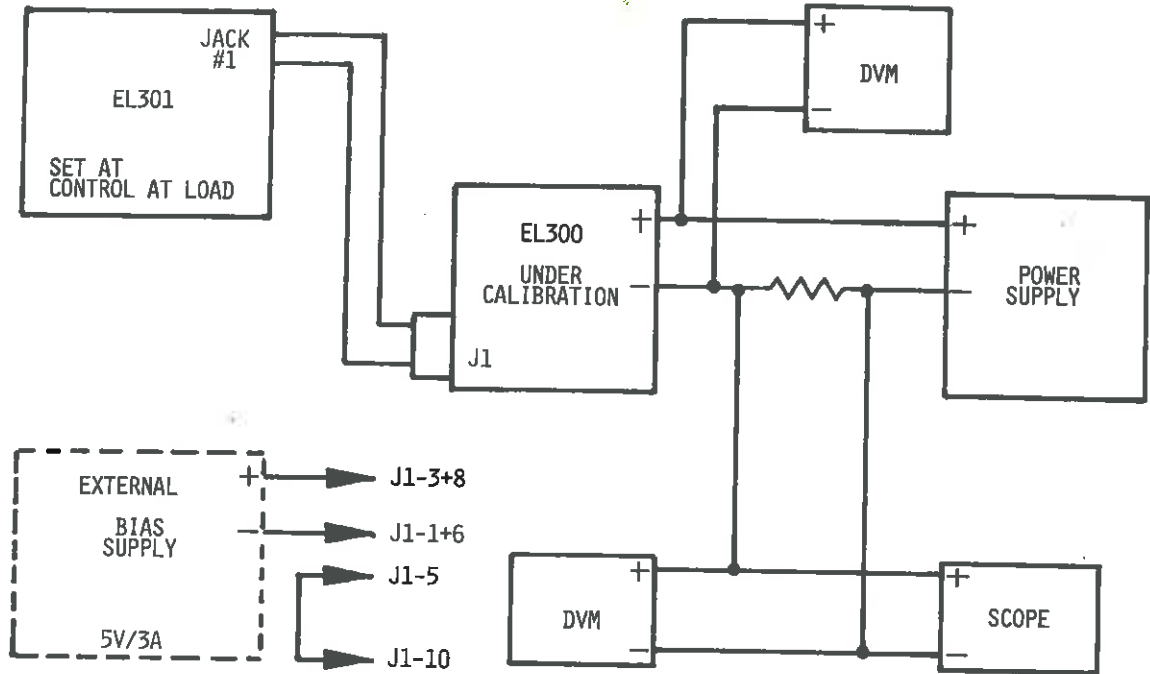 JACK
#1
EL301
SET AT
CONTROL AT LOAD
+
DVM
−
EL300
UNDER
CALIBRATION
+
−
J1
+
POWER
SUPPLY
−
EXTERNAL
BIAS
SUPPLY
5V/3A
+
−
J1-3+8
J1-1+6
J1-5
J1-10
+
DVM
−
+
SCOPE
−